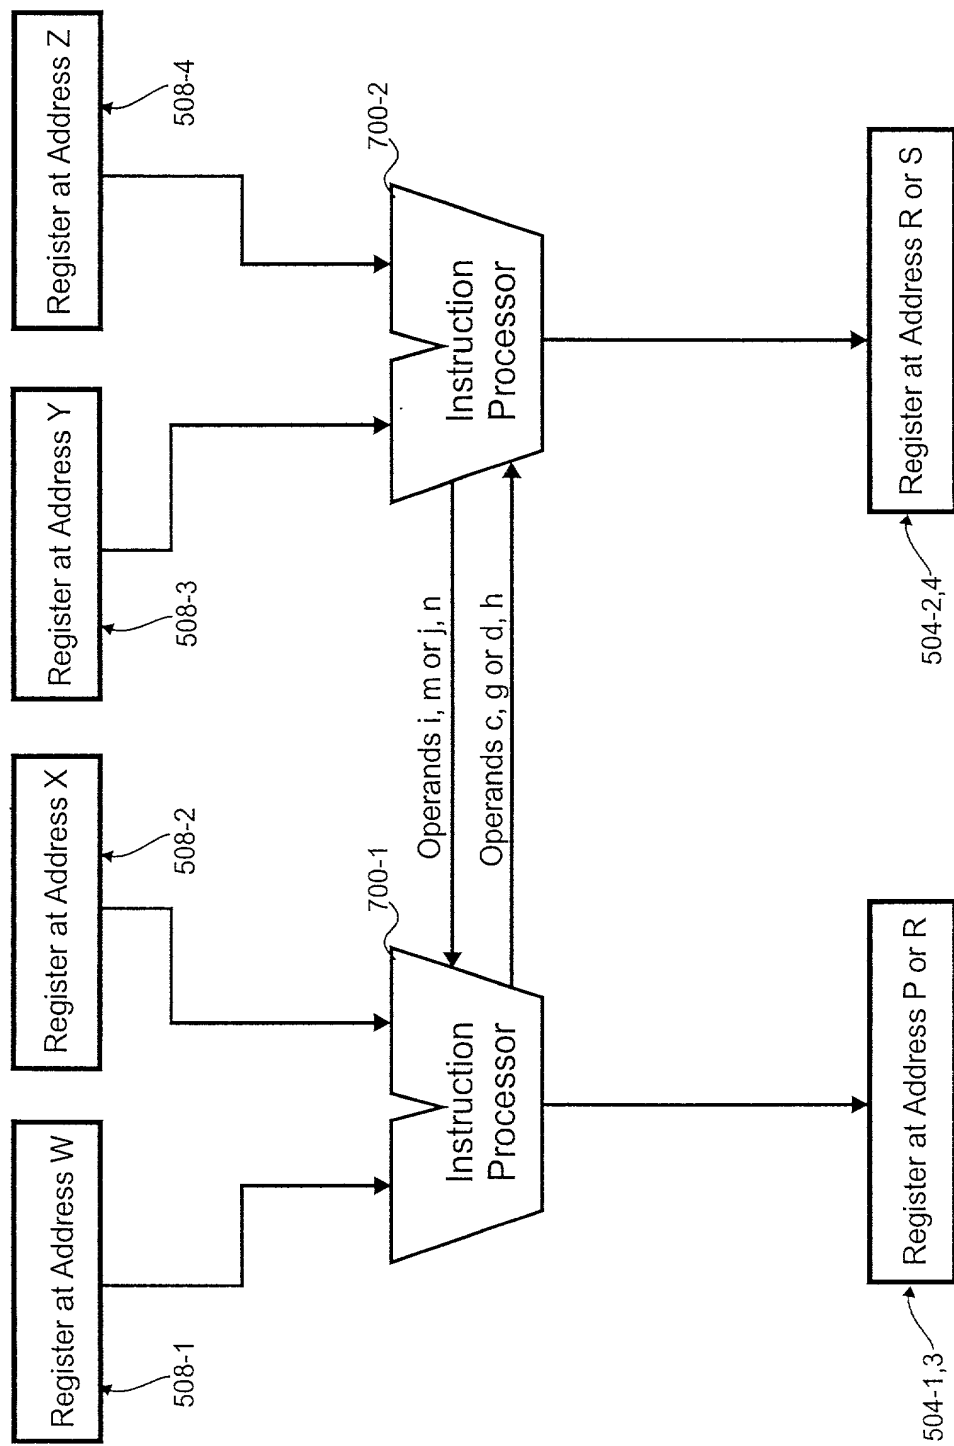 Register at Address W
508-1
Register at Address X
508-2
Register at Address Y
508-3
Register at Address Z
508-4
700-1
Instruction
Processor
Operands i, m or j, n
Operands c, g or d, h
700-2
Instruction
Processor
Register at Address P or R
504-1,3
Register at Address R or S
504-2,4